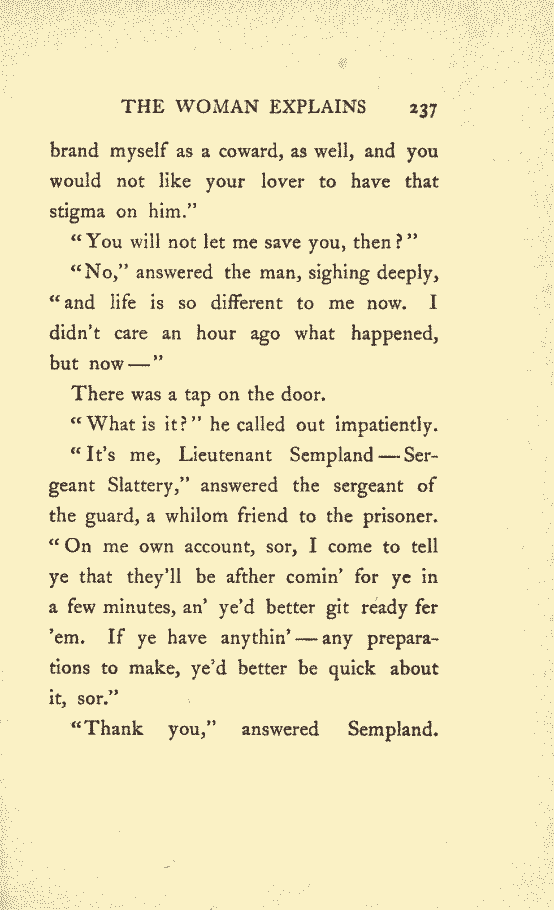 THE WOMAN EXPLAINS 237
brand myself as a coward, as well, and you
would not like your lover to have that
stigma on him.”
“You will not let me save you, then?”
“No,” answered the man, sighing deeply,
“and life is so different to me now. I
didn’t care an hour ago what happened,
but now—”
There was a tap on the door.
“What is it?” he called out impatiently.
“It’s me, Lieutenant Sempland—Ser-
geant Slattery,” answered the sergeant of
the guard, a whilom friend to the prisoner.
“On me own account, sor, I come to tell
ye that they’ll be afther comin’ for ye in
a few minutes, an’ ye’d better git ready fer
’em. If ye have anythin’—any prepara-
tions to make, ye’d better be quick about
it, sor.”
“Thank you,” answered Sempland.